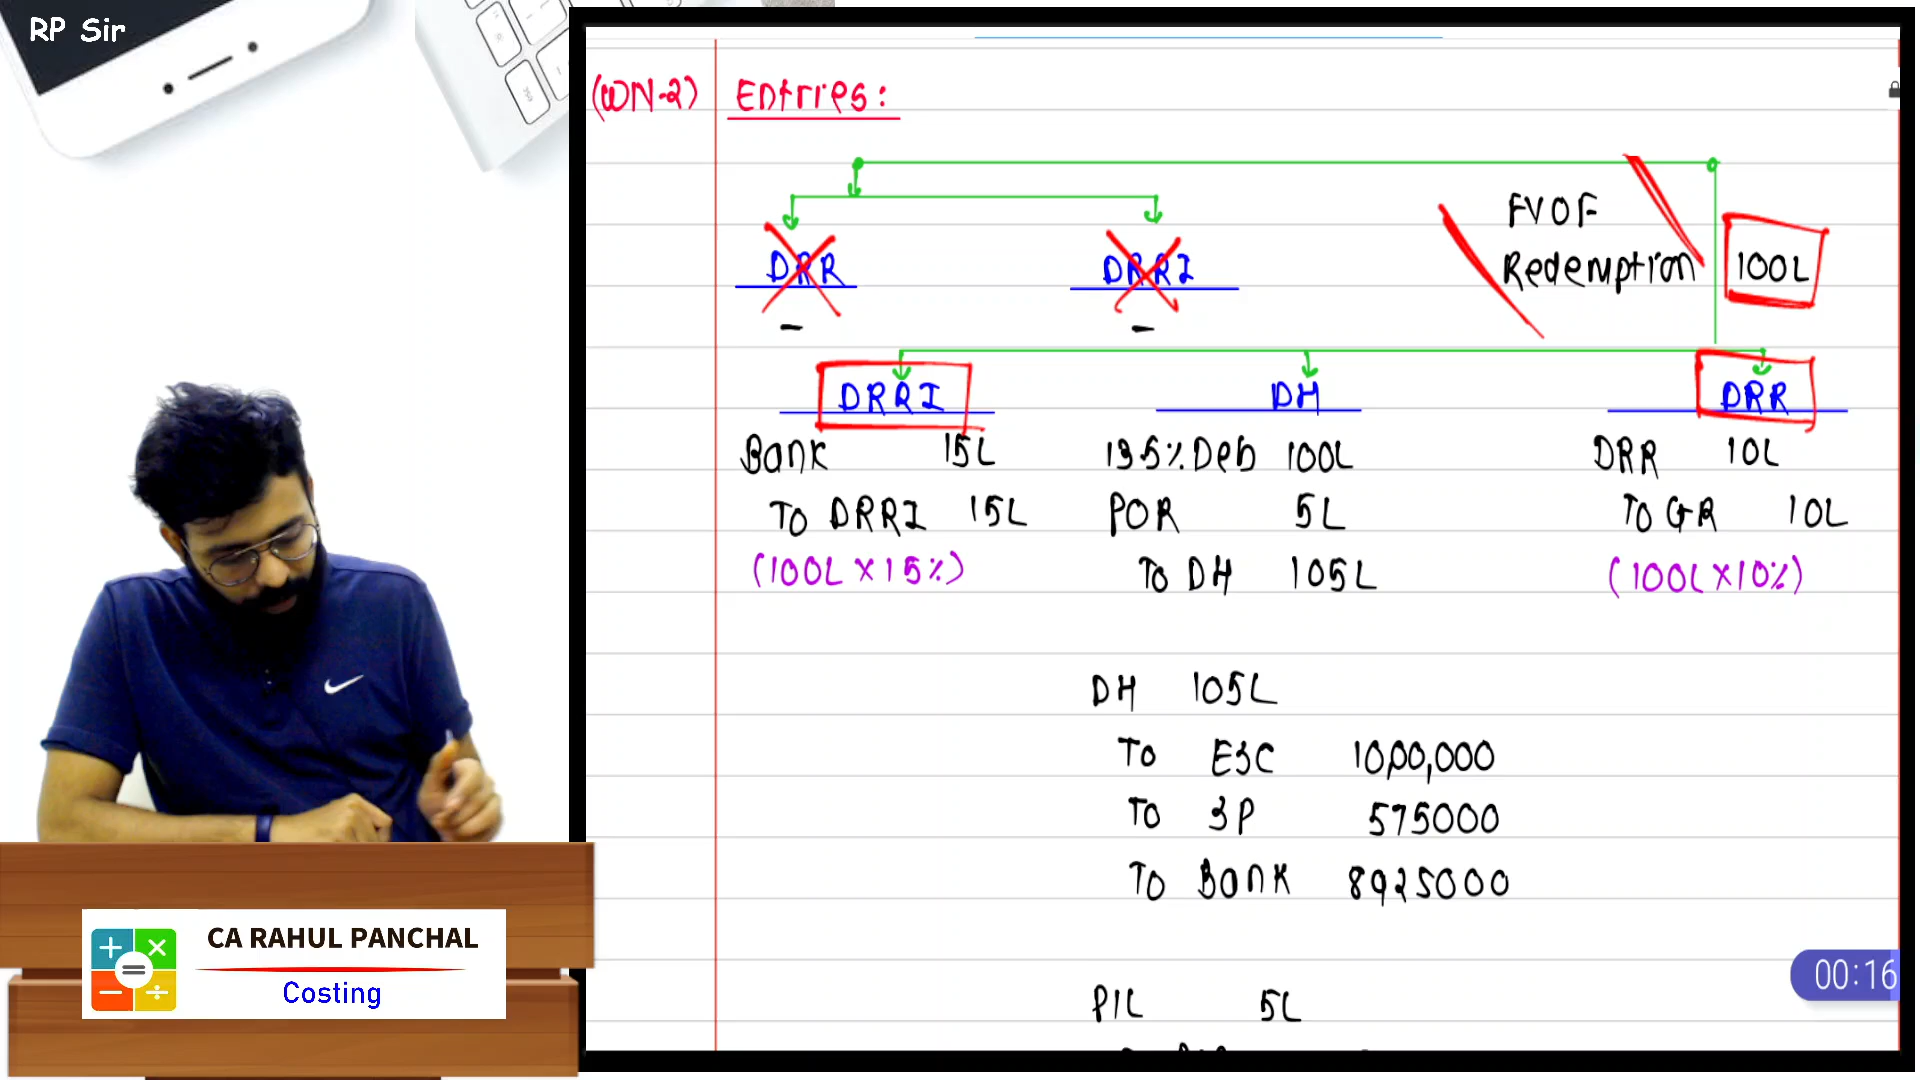 RP Sir
(WN-2) Entries:
FVOF
DRR DRRI Redemption 100L
- -
DRRI DH DRR
Bank 15L 13.5% Deb 100L DRR 10L
To DRRI 15L POR 5L To GR 10L
(100L x 15%) To DH 105L (100L x 10%)
DH 105L
To ESC 10,00,000
To SP 575000
To Bank 8925000
P/L 5L
CA RAHUL PANCHAL
Costing
00:16